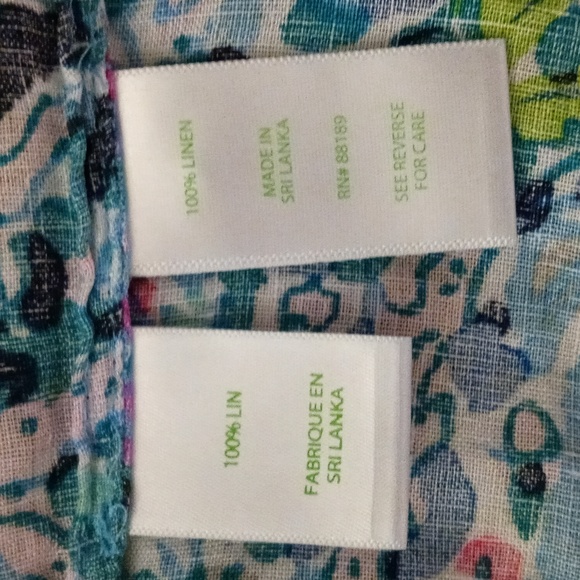 100% LINEN
MADE IN
SRI LANKA
RN# 88189
SEE REVERSE
FOR CARE
100% LIN
FABRIQUE EN
SRI LANKA